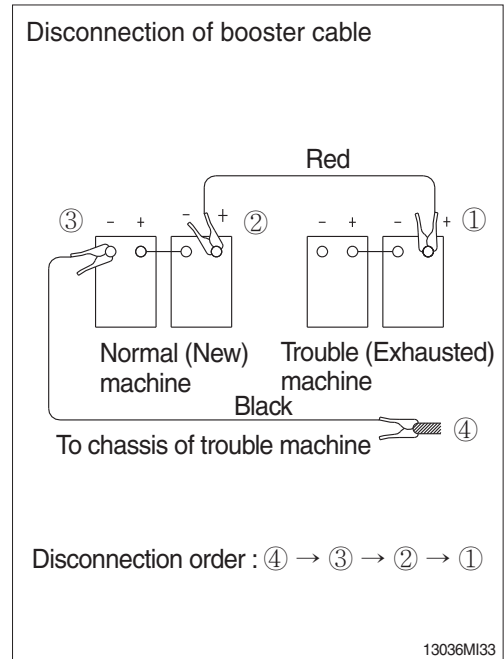 Disconnection of booster cable
Red
③ - + - + ② - + - + ①
Normal (New)
machine
Trouble (Exhausted)
machine
Black
To chassis of trouble machine ④
Disconnection order : ④ → ③ → ② → ①
13036MI33